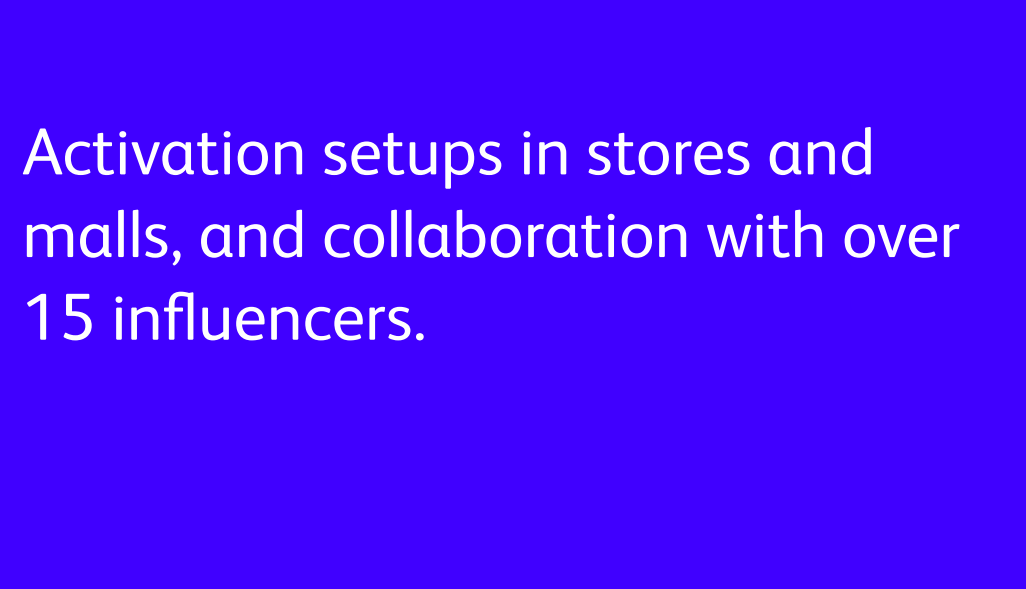 Activation setups in stores and
malls, and collaboration with over
15 influencers.